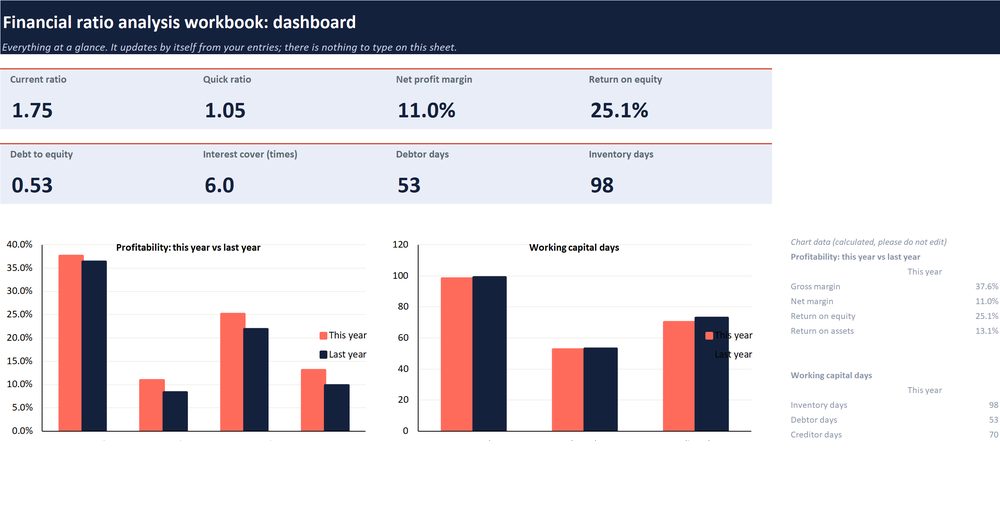 Financial ratio analysis workbook: dashboard
Everything at a glance. It updates by itself from your entries; there is nothing to type on this sheet.
Current ratio
Quick ratio
Net profit margin
Return on equity
1.75
1.05
11.0%
25.1%
Debt to equity
Interest cover (times)
Debtor days
Inventory days
0.53
6.0
53
98
Profitability: this year vs last year
40.0%
35.0%
30.0%
25.0%
20.0%
15.0%
10.0%
5.0%
0.0%
This year
Last year
Working capital days
120
100
80
60
40
20
0
This year
Last year
Chart data (calculated, please do not edit)
Profitability: this year vs last year
This year
Gross margin 37.6%
Net margin 11.0%
Return on equity 25.1%
Return on assets 13.1%
Working capital days
This year
Inventory days 98
Debtor days 53
Creditor days 70